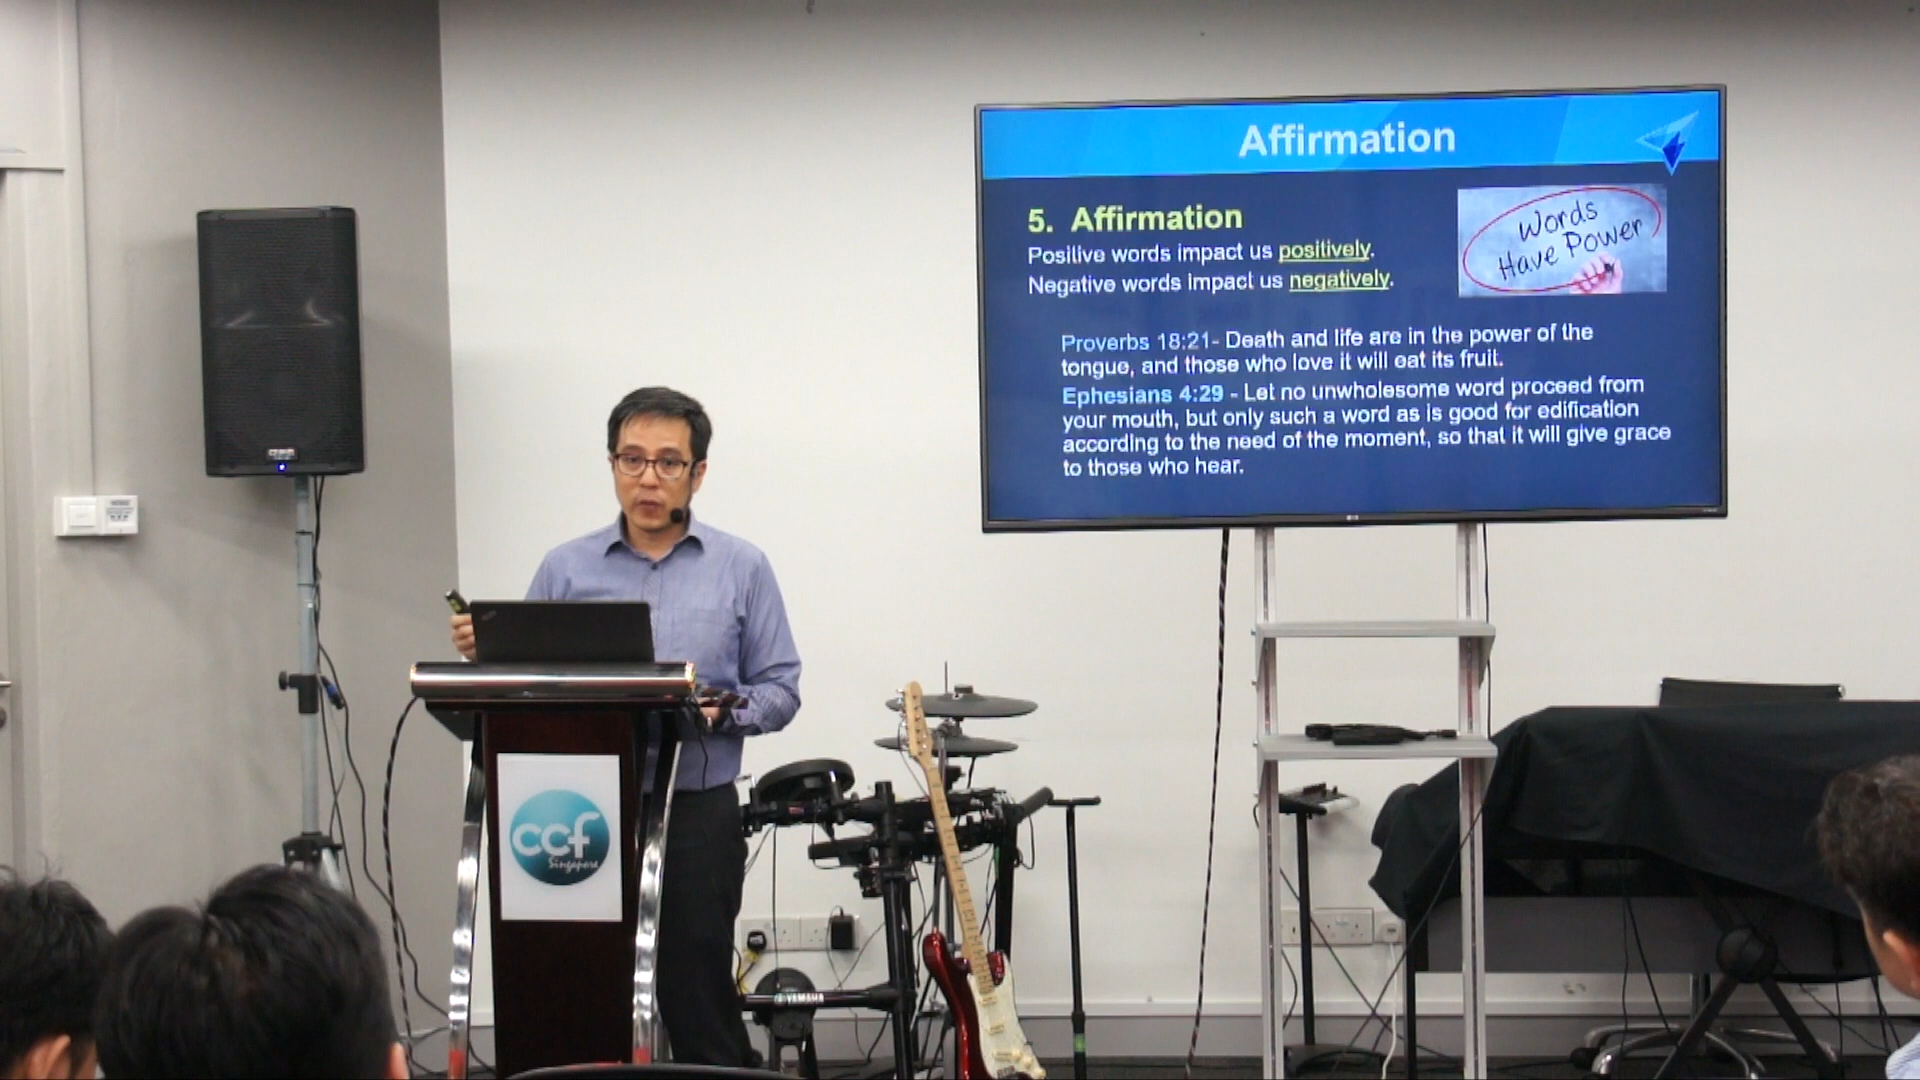 Affirmation
5. Affirmation
Positive words impact us positively.
Negative words impact us negatively.
Words
Have Power
Proverbs 18:21- Death and life are in the power of the
tongue, and those who love it will eat its fruit.
Ephesians 4:29 - Let no unwholesome word proceed from
your mouth, but only such a word as is good for edification
according to the need of the moment, so that it will give grace
to those who hear.
ccf
Singapore
YAMAHA